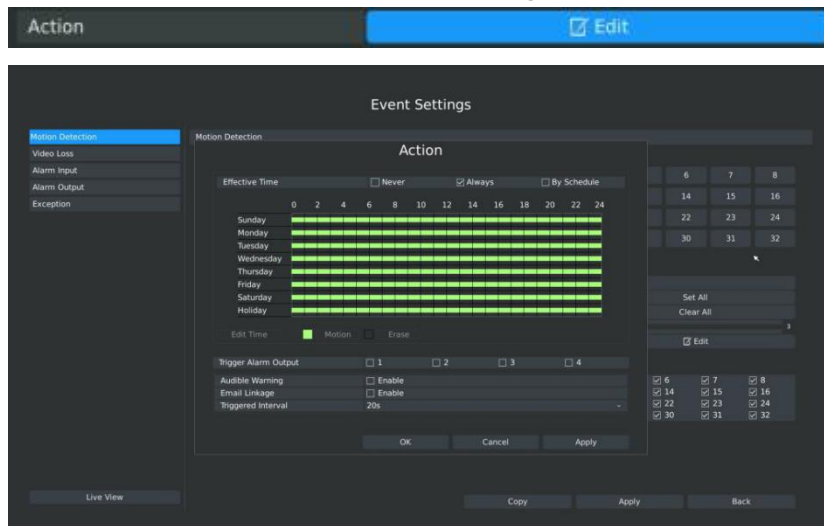 Action Edit
Event Settings
Motion Detection
Video Loss
Alarm Input
Alarm Output
Exception
Live View
Motion Detection
Action
Effective Time Never Always By Schedule
0 2 4 6 8 10 12 14 16 18 20 22 24
Sunday
Monday
Tuesday
Wednesday
Thursday
Friday
Saturday
Holiday
Edit Time Motion Erase
Trigger Alarm Output 1 2 3 4
Audible Warning Enable
Email Linkage Enable
Triggered Interval 20s
OK Cancel Apply
6 7 8
14 15 16
22 23 24
30 31 32
Set All
Clear All
3
Edit
6 7 8
14 15 16
22 23 24
30 31 32
Copy Apply Back